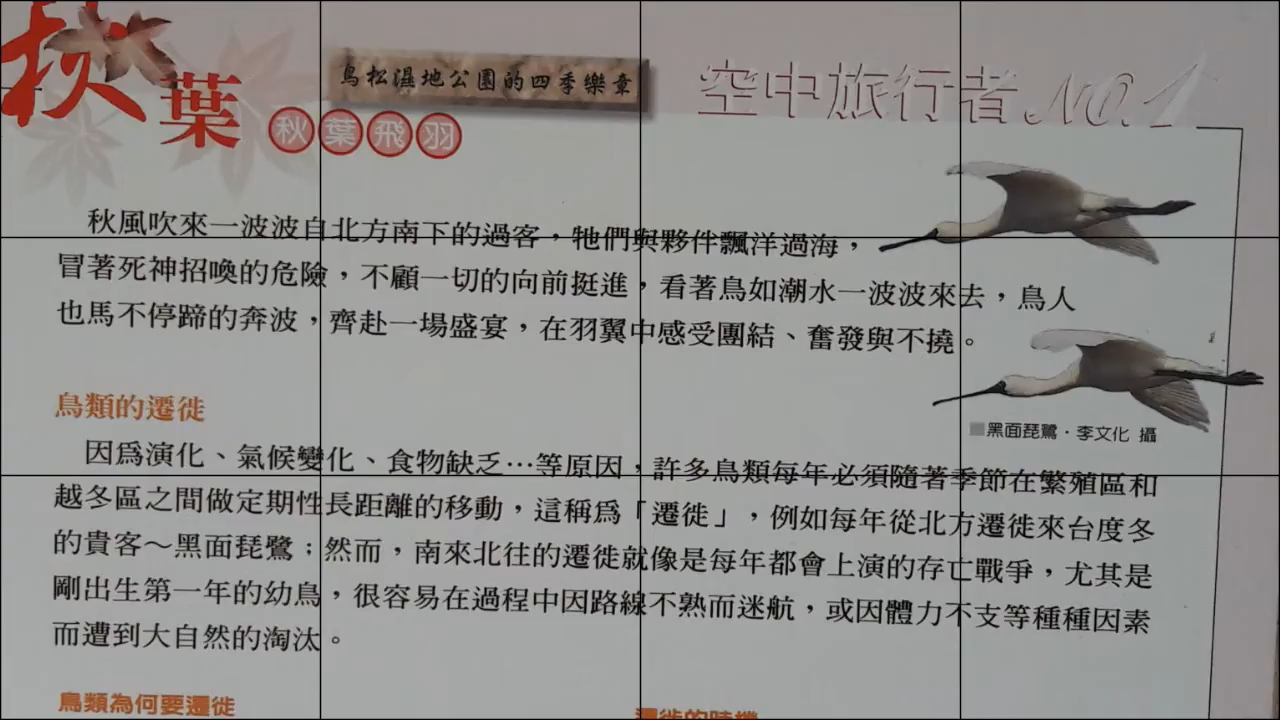 秋葉
鳥松濕地公園的四季樂章
空中旅行者 NO.1
秋葉飛羽
秋風吹來一波波自北方南下的過客，牠們與夥伴飄洋過海，
冒著死神招喚的危險，不顧一切的向前挺進，看著鳥如潮水一波波來去，鳥人
也馬不停蹄的奔波，齊赴一場盛宴，在羽翼中感受團結、奮發與不撓。
黑面琵鷺・李文化 攝
鳥類的遷徙
因為演化、氣候變化、食物缺乏…等原因，許多鳥類每年必須隨著季節在繁殖區和
越冬區之間做定期性長距離的移動，這稱為「遷徙」，例如每年從北方遷徙來台度冬
的貴客～黑面琵鷺；然而，南來北往的遷徙就像是每年都會上演的存亡戰爭，尤其是
剛出生第一年的幼鳥，很容易在過程中因路線不熟而迷航，或因體力不支等種種因素
而遭到大自然的淘汰。
鳥類為何要遷徙
遷徙的時機